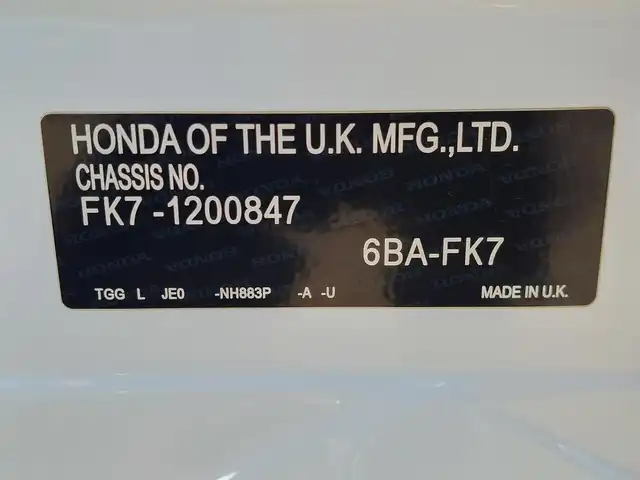 HONDA OF THE U.K. MFG.,LTD.
CHASSIS NO.
FK7-1200847
6BA-FK7
TGG L JE0 -NH883P -A -U MADE IN U.K.